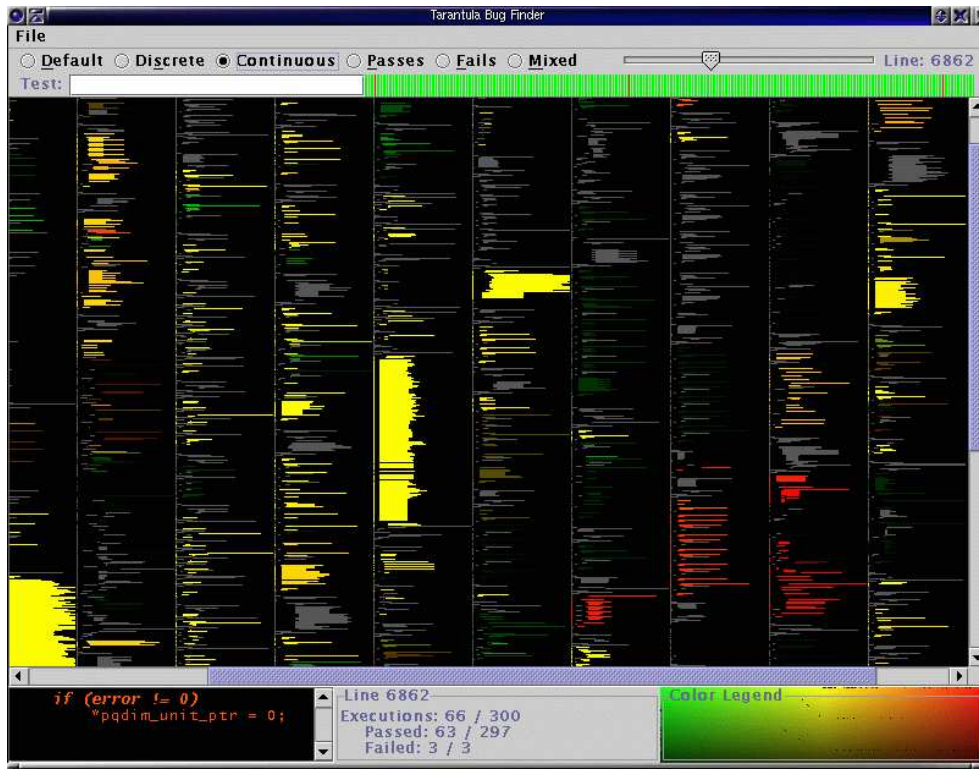 Tarantula Bug Finder
File
Default Discrete Continuous Passes Fails Mixed Line: 6862
Test:
if (error != 0)
*pqdim_unit_ptr = 0;
Line 6862
Executions: 66 / 300
Passed: 63 / 297
Failed: 3 / 3
Color Legend